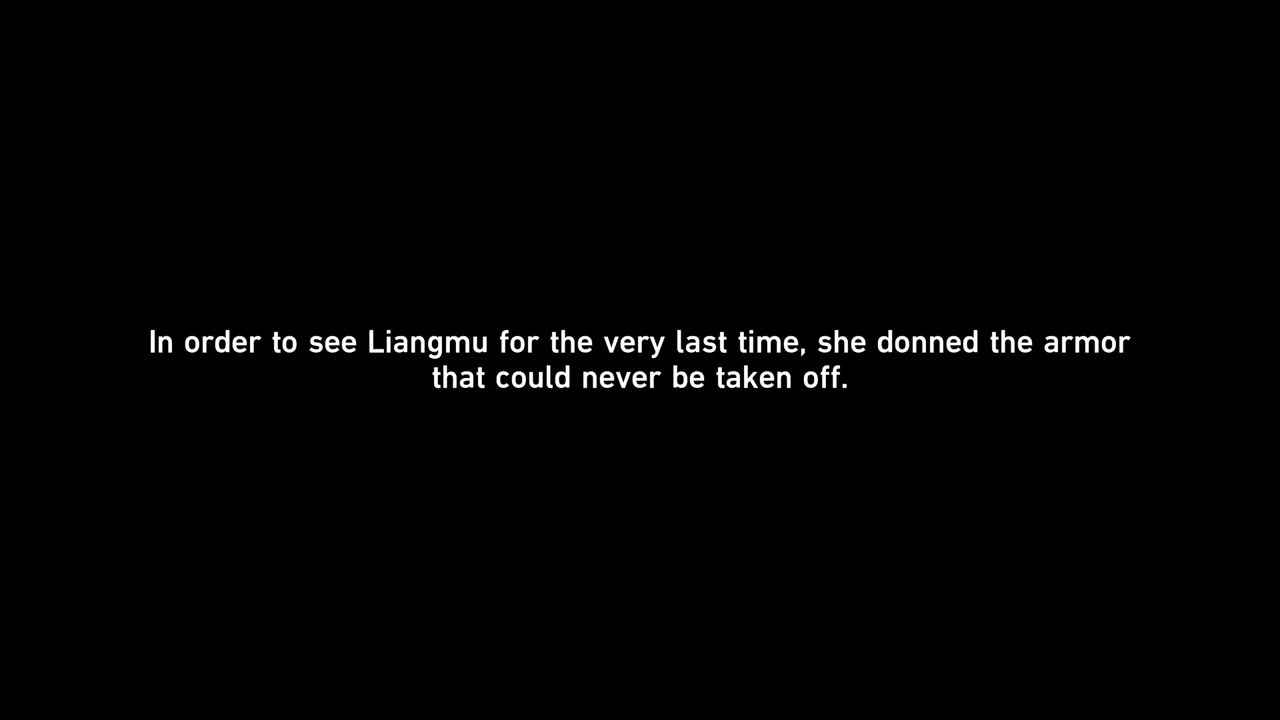 In order to see Liangmu for the very last time, she donned the armor
that could never be taken off.